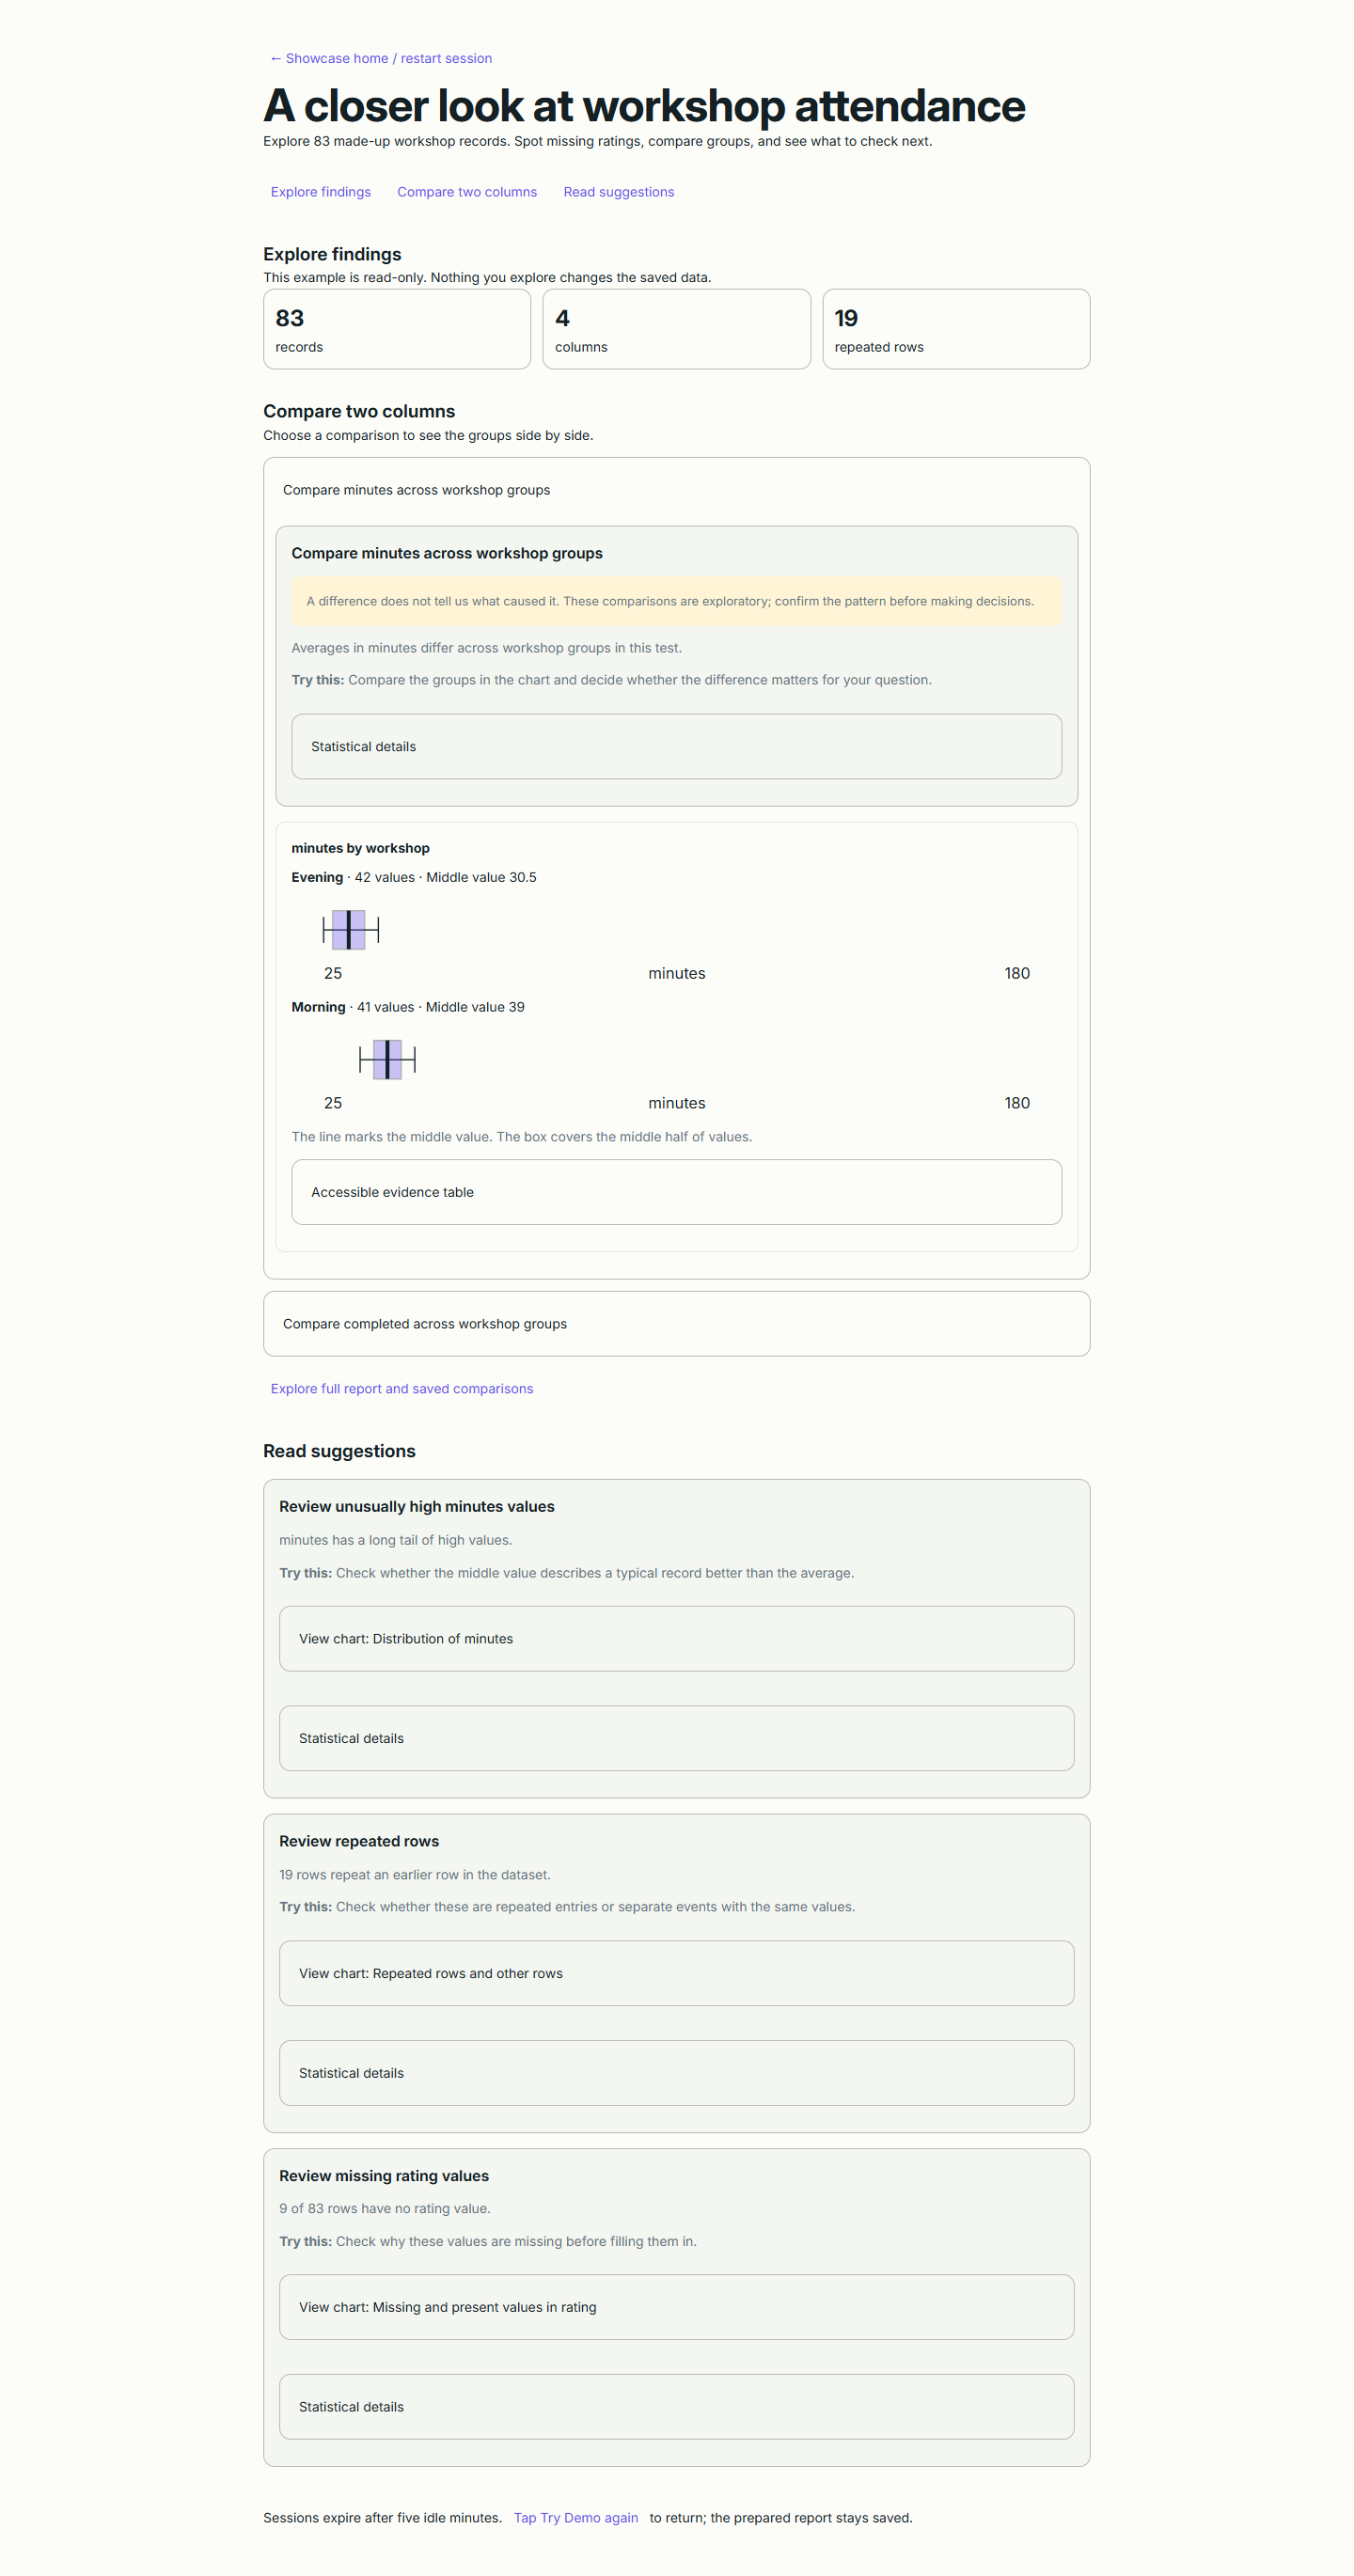 ← Showcase home / restart session
A closer look at workshop attendance
Explore 83 made-up workshop records. Spot missing ratings, compare groups, and see what to check next.
Explore findings Compare two columns Read suggestions
Explore findings
This example is read-only. Nothing you explore changes the saved data.
83
records
4
columns
19
repeated rows
Compare two columns
Choose a comparison to see the groups side by side.
Compare minutes across workshop groups
Compare minutes across workshop groups
A difference does not tell us what caused it. These comparisons are exploratory; confirm the pattern before making decisions.
Averages in minutes differ across workshop groups in this test.
Try this: Compare the groups in the chart and decide whether the difference matters for your question.
Statistical details
minutes by workshop
Evening · 42 values · Middle value 30.5
25 minutes 180
Morning · 41 values · Middle value 39
25 minutes 180
The line marks the middle value. The box covers the middle half of values.
Accessible evidence table
Compare completed across workshop groups
Explore full report and saved comparisons
Read suggestions
Review unusually high minutes values
minutes has a long tail of high values.
Try this: Check whether the middle value describes a typical record better than the average.
View chart: Distribution of minutes
Statistical details
Review repeated rows
19 rows repeat an earlier row in the dataset.
Try this: Check whether these are repeated entries or separate events with the same values.
View chart: Repeated rows and other rows
Statistical details
Review missing rating values
9 of 83 rows have no rating value.
Try this: Check why these values are missing before filling them in.
View chart: Missing and present values in rating
Statistical details
Sessions expire after five idle minutes. Tap Try Demo again to return; the prepared report stays saved.